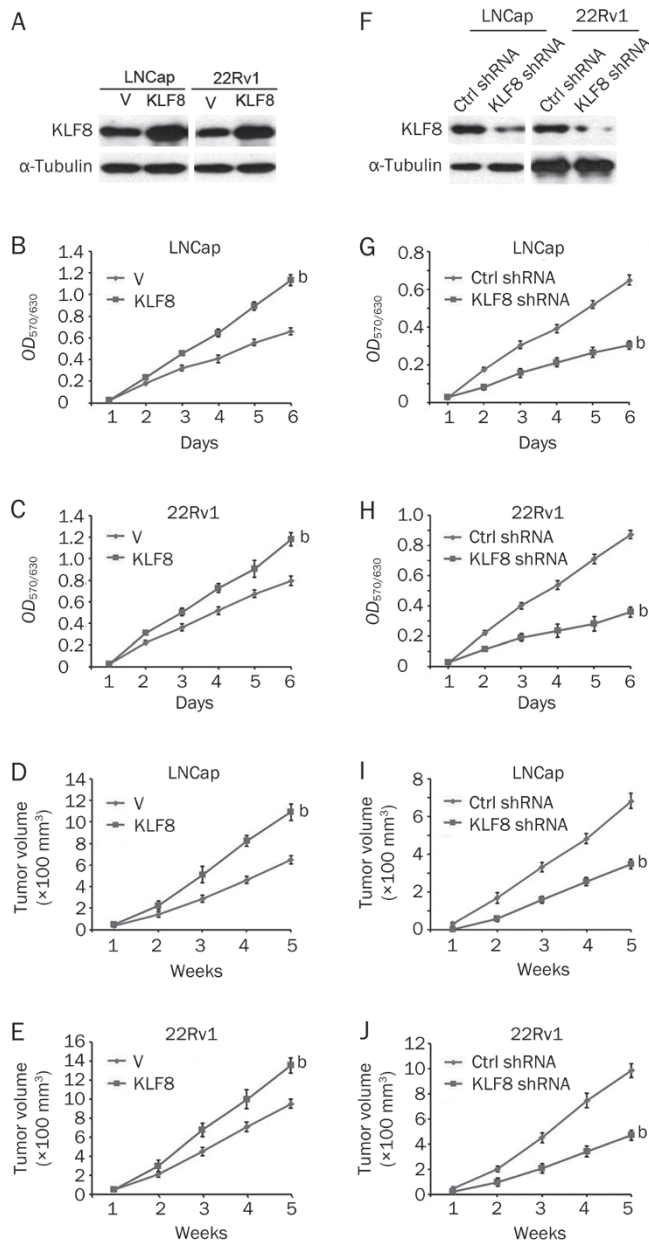 A
LNCap 22Rv1
V KLF8 V KLF8
KLF8
α-Tubulin
B
LNCap
1.4
1.2
1.0
0.8
0.6
0.4
0.2
0
OD570/630
V
KLF8
b
1 2 3 4 5 6
Days
C
22Rv1
1.4
1.2
1.0
0.8
0.6
0.4
0.2
0
OD570/630
V
KLF8
b
1 2 3 4 5 6
Days
D
LNCap
14
12
10
8
6
4
2
0
Tumor volume
(×100 mm³)
V
KLF8
b
1 2 3 4 5
Weeks
E
22Rv1
16
14
12
10
8
6
4
2
0
Tumor volume
(×100 mm³)
V
KLF8
b
1 2 3 4 5
Weeks
F
LNCap 22Rv1
Ctrl shRNA KLF8 shRNA Ctrl shRNA KLF8 shRNA
KLF8
α-Tubulin
G
LNCap
0.8
0.6
0.4
0.2
0
OD570/630
Ctrl shRNA
KLF8 shRNA
b
1 2 3 4 5 6
Days
H
22Rv1
1.0
0.8
0.6
0.4
0.2
0
OD570/630
Ctrl shRNA
KLF8 shRNA
b
1 2 3 4 5 6
Days
I
LNCap
8
6
4
2
0
Tumor volume
(×100 mm³)
Ctrl shRNA
KLF8 shRNA
b
1 2 3 4 5
Weeks
J
22Rv1
12
10
8
6
4
2
0
Tumor volume
(×100 mm³)
Ctrl shRNA
KLF8 shRNA
b
1 2 3 4 5
Weeks